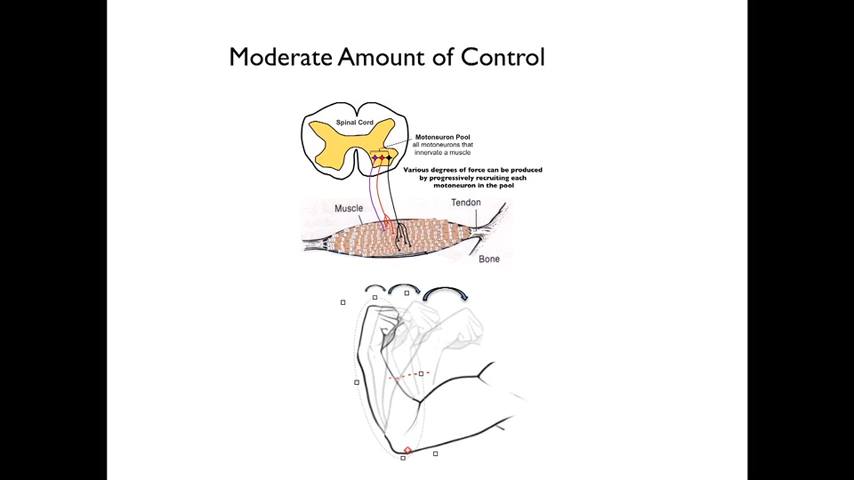 Moderate Amount of Control
Spinal Cord
Motoneuron Pool
all motoneurons that
innervate a muscle
Various degrees of force can be produced
by progressively recruiting each
motoneuron in the pool
Muscle
Tendon
Bone